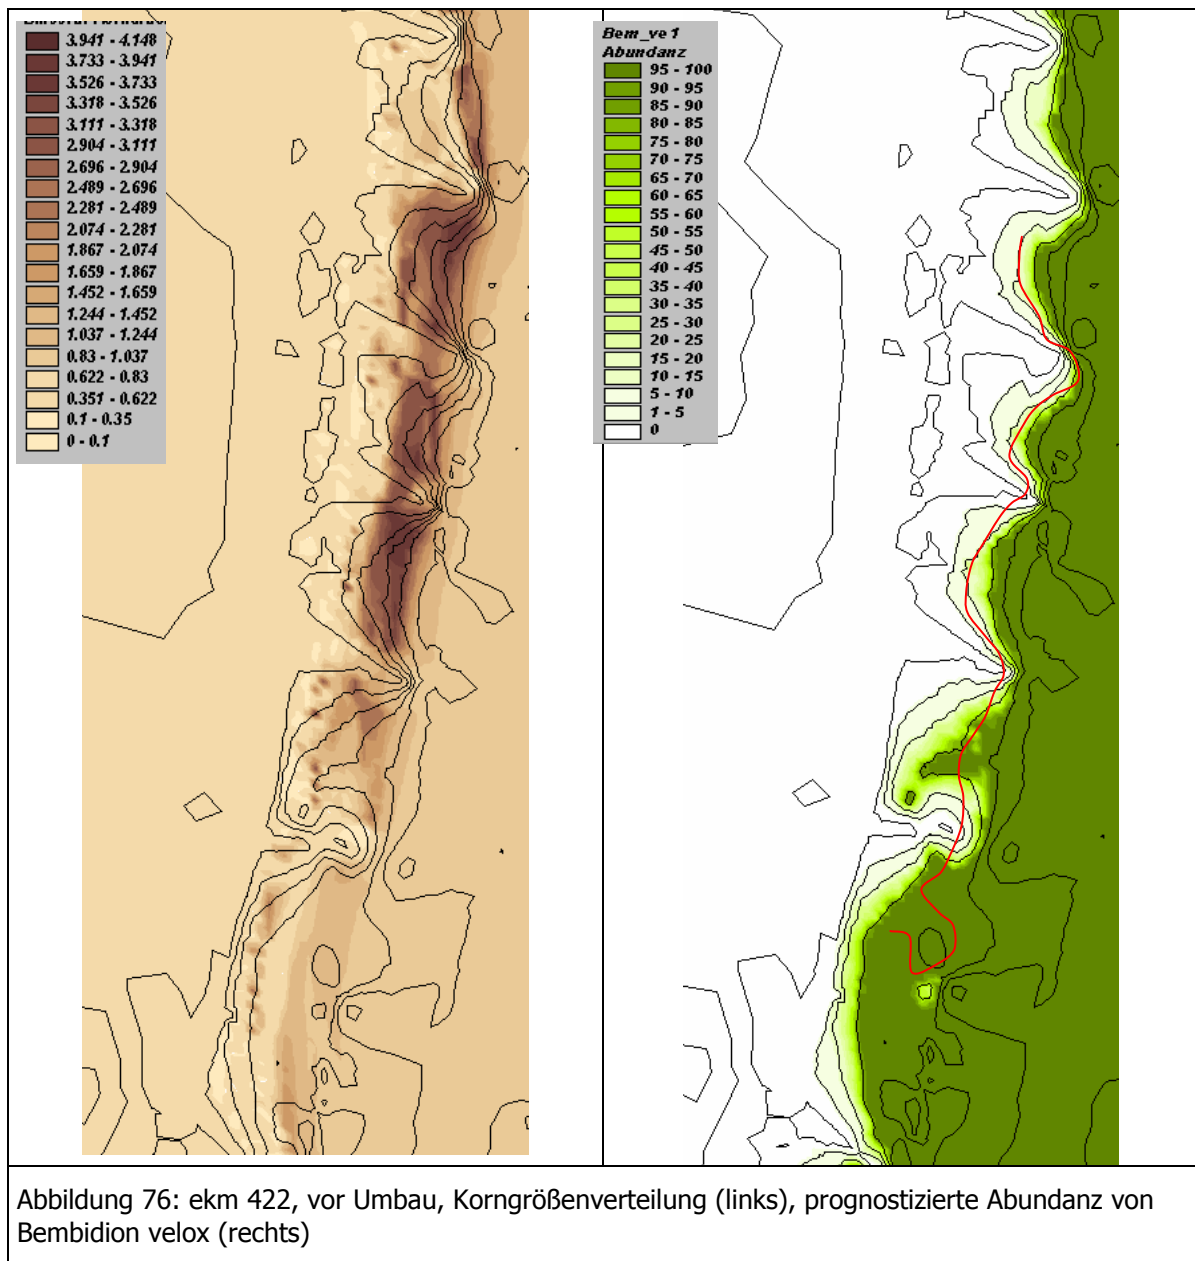 3.941 - 4.148
3.733 - 3.941
3.526 - 3.733
3.318 - 3.526
3.111 - 3.318
2.904 - 3.111
2.696 - 2.904
2.489 - 2.696
2.281 - 2.489
2.074 - 2.281
1.867 - 2.074
1.659 - 1.867
1.452 - 1.659
1.244 - 1.452
1.037 - 1.244
0.83 - 1.037
0.622 - 0.83
0.351 - 0.622
0.1 - 0.35
0 - 0.1
Bem_ve1
Abundanz
95 - 100
90 - 95
85 - 90
80 - 85
75 - 80
70 - 75
65 - 70
60 - 65
55 - 60
50 - 55
45 - 50
40 - 45
35 - 40
30 - 35
25 - 30
20 - 25
15 - 20
10 - 15
5 - 10
1 - 5
0
Abbildung 76: ekm 422, vor Umbau, Korngrößenverteilung (links), prognostizierte Abundanz von
Bembidion velox (rechts)